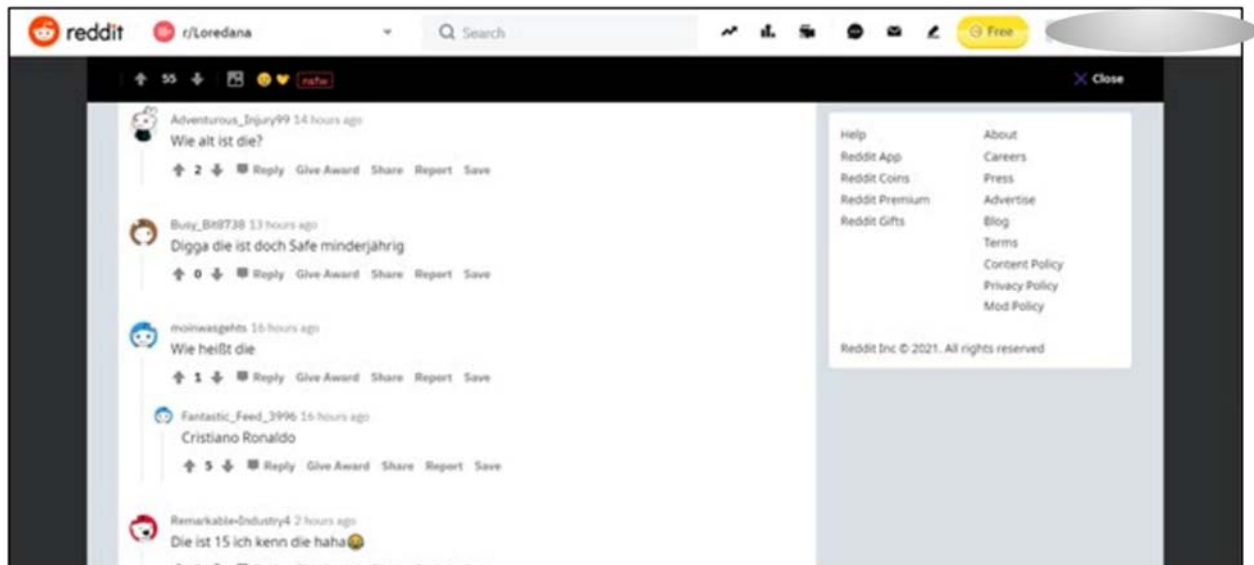 reddit r/Loredana Search Free
55 nsfw Close
Adventurous_Injury99 14 hours ago
Wie alt ist die?
2 Reply Give Award Share Report Save
Busy_Bit8738 13 hours ago
Digga die ist doch Safe minderjährig
0 Reply Give Award Share Report Save
moinwasgehts 16 hours ago
Wie heißt die
1 Reply Give Award Share Report Save
Fantastic_Feed_3996 16 hours ago
Cristiano Ronaldo
5 Reply Give Award Share Report Save
Remarkable-Industry4 2 hours ago
Die ist 15 ich kenn die haha😂
Help About
Reddit App Careers
Reddit Coins Press
Reddit Premium Advertise
Reddit Gifts Blog
Terms
Content Policy
Privacy Policy
Mod Policy
Reddit Inc © 2021. All rights reserved